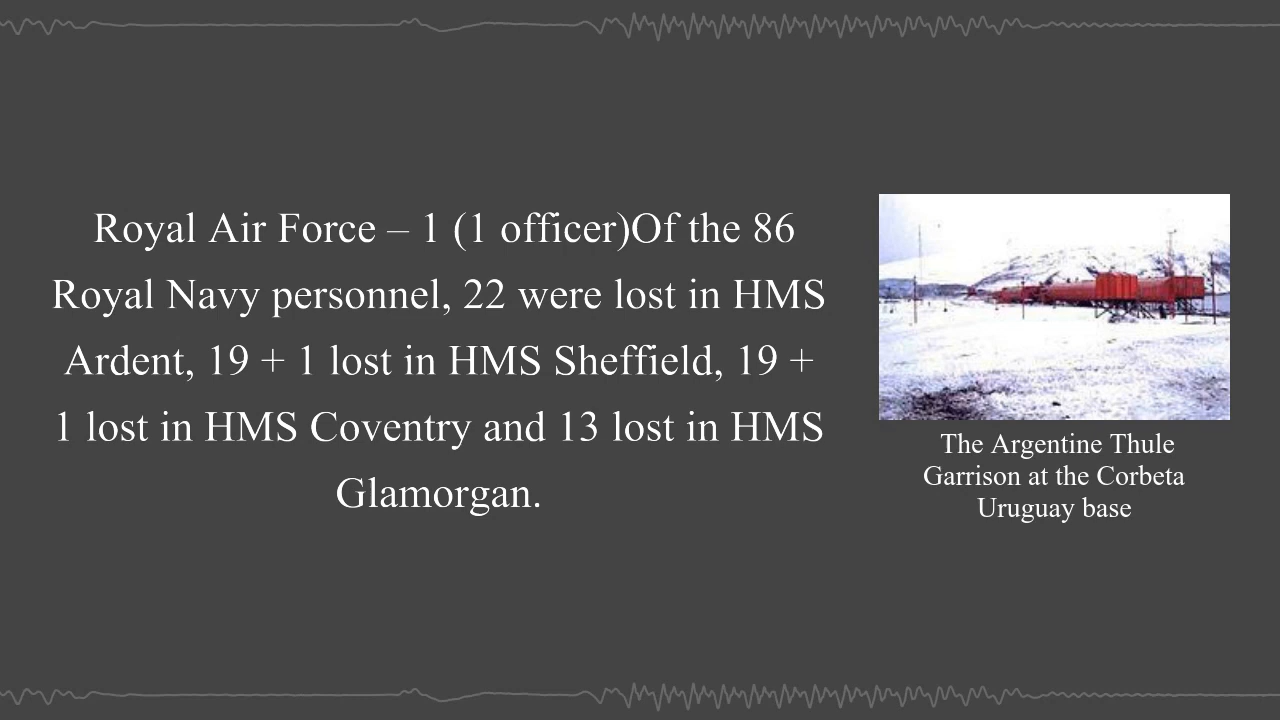 Royal Air Force – 1 (1 officer)Of the 86
Royal Navy personnel, 22 were lost in HMS
Ardent, 19 + 1 lost in HMS Sheffield, 19 +
1 lost in HMS Coventry and 13 lost in HMS
Glamorgan.
The Argentine Thule
Garrison at the Corbeta
Uruguay base